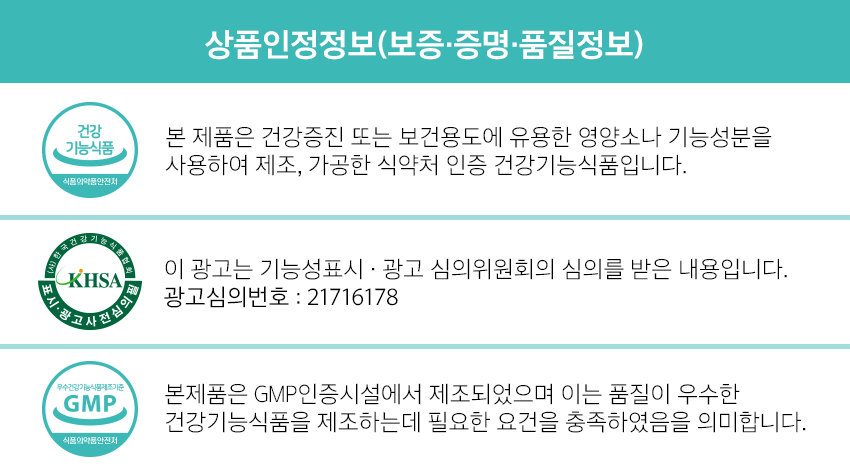 상품인정정보(보증·증명·품질정보)
건강
기능식품
식품의약품안전처
본 제품은 건강증진 또는 보건용도에 유용한 영양소나 기능성분을
사용하여 제조, 가공한 식약처 인증 건강기능식품입니다.
(사)한국건강기능식품협회
KHSA
표시·광고사전심의필
이 광고는 기능성표시 · 광고 심의위원회의 심의를 받은 내용입니다.
광고심의번호 : 21716178
우수건강기능식품제조기준
GMP
식품의약품안전처
본제품은 GMP인증시설에서 제조되었으며 이는 품질이 우수한
건강기능식품을 제조하는데 필요한 요건을 충족하였음을 의미합니다.